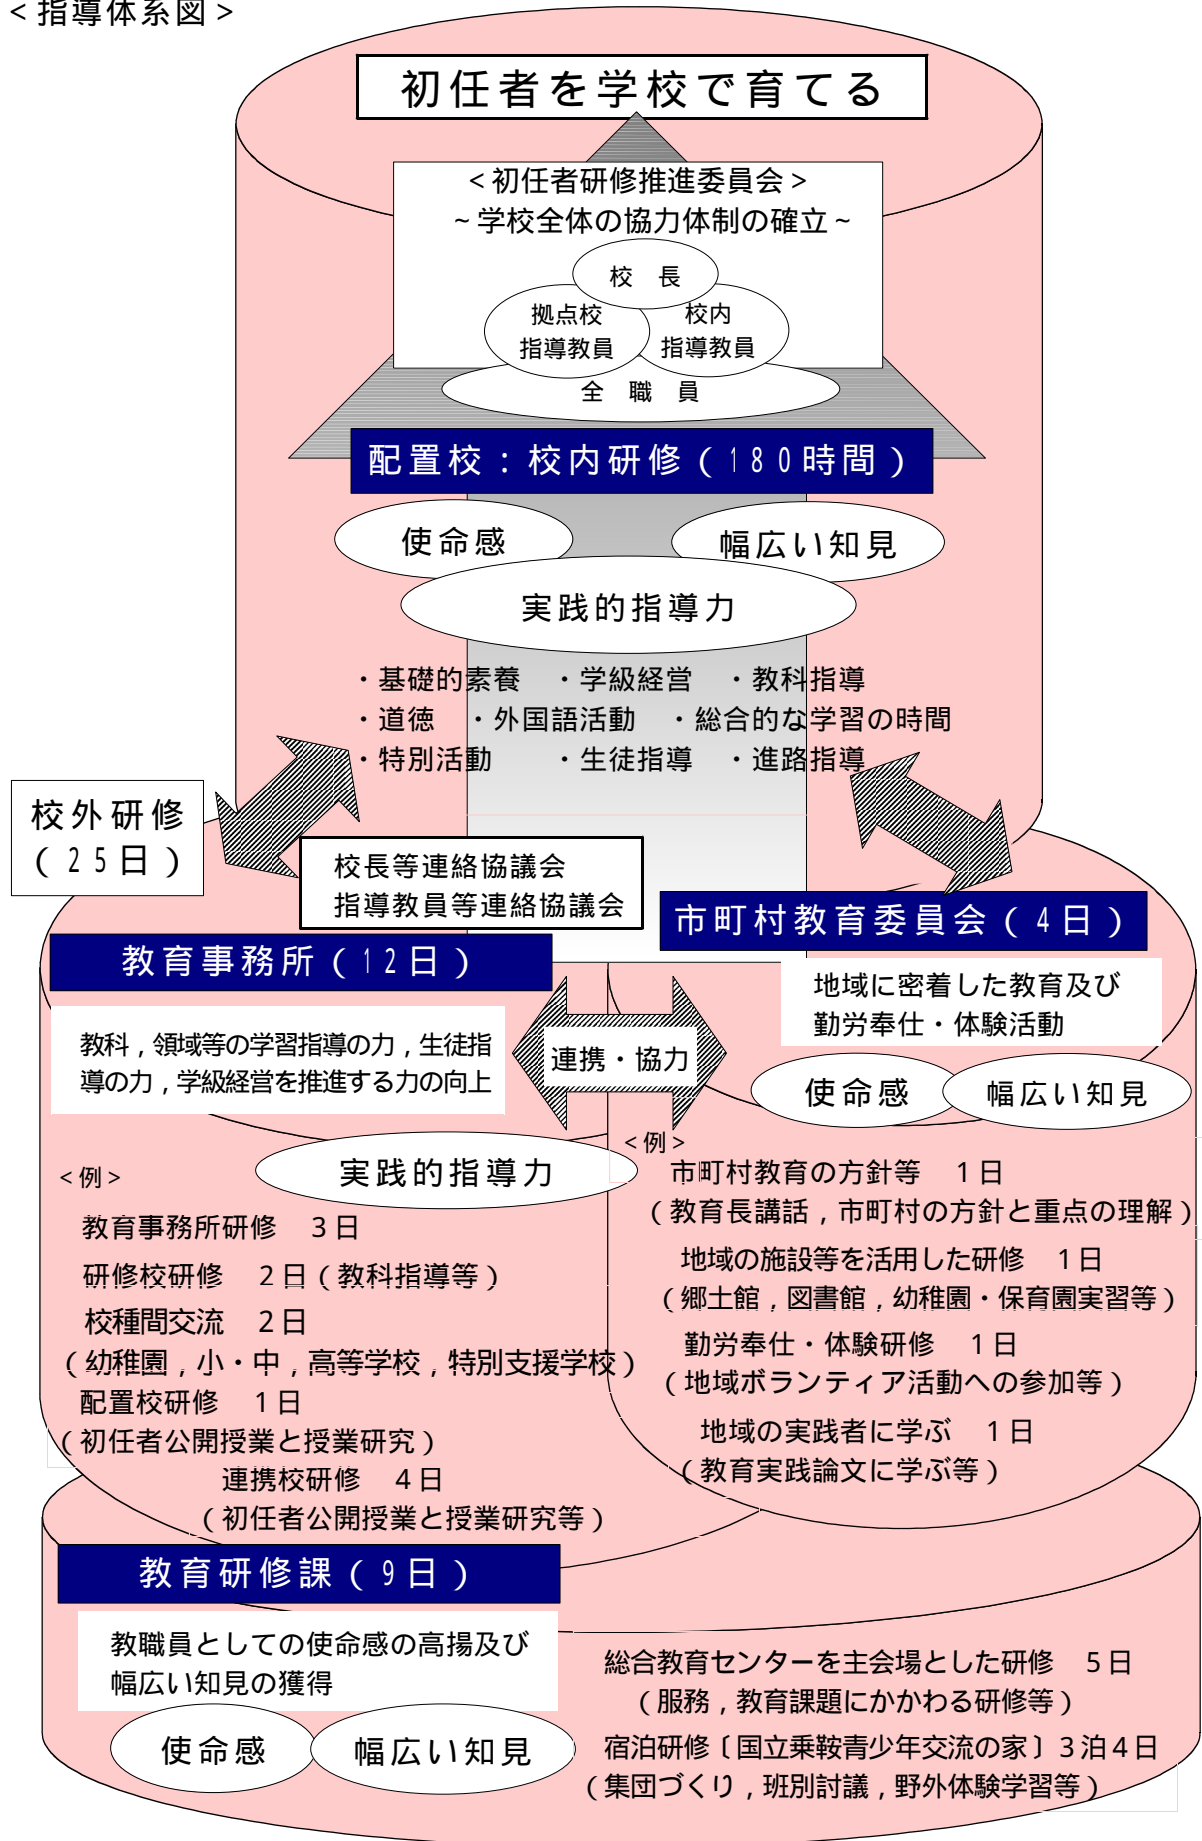 ＜指導体系図＞
初任者を学校で育てる
＜初任者研修推進委員会＞
～学校全体の協力体制の確立～
校　長
拠点校
指導教員
校内
指導教員
全　職　員
配置校：校内研修（180時間）
使命感
幅広い知見
実践的指導力
・基礎的素養　・学級経営　・教科指導
・道徳　・外国語活動　・総合的な学習の時間
・特別活動　　・生徒指導　・進路指導
校外研修
（25日）
校長等連絡協議会
指導教員等連絡協議会
市町村教育委員会（4日）
教育事務所（12日）
地域に密着した教育及び
勤労奉仕・体験活動
教科，領域等の学習指導の力，生徒指
導の力，学級経営を推進する力の向上
連携・協力
使命感
幅広い知見
実践的指導力
＜例＞
教育事務所研修　3日
研修校研修　2日（教科指導等）
校種間交流　2日
（幼稚園，小・中，高等学校，特別支援学校）
配置校研修　1日
（初任者公開授業と授業研究）
連携校研修　4日
（初任者公開授業と授業研究等）
＜例＞
市町村教育の方針等　1日
（教育長講話，市町村の方針と重点の理解）
地域の施設等を活用した研修　1日
（郷土館，図書館，幼稚園・保育園実習等）
勤労奉仕・体験研修　1日
（地域ボランティア活動への参加等）
地域の実践者に学ぶ　1日
（教育実践論文に学ぶ等）
教育研修課（9日）
教職員としての使命感の高揚及び
幅広い知見の獲得
使命感
幅広い知見
総合教育センターを主会場とした研修　5日
（服務，教育課題にかかわる研修等）
宿泊研修〔国立乗鞍青少年交流の家〕3泊4日
（集団づくり，班別討議，野外体験学習等）